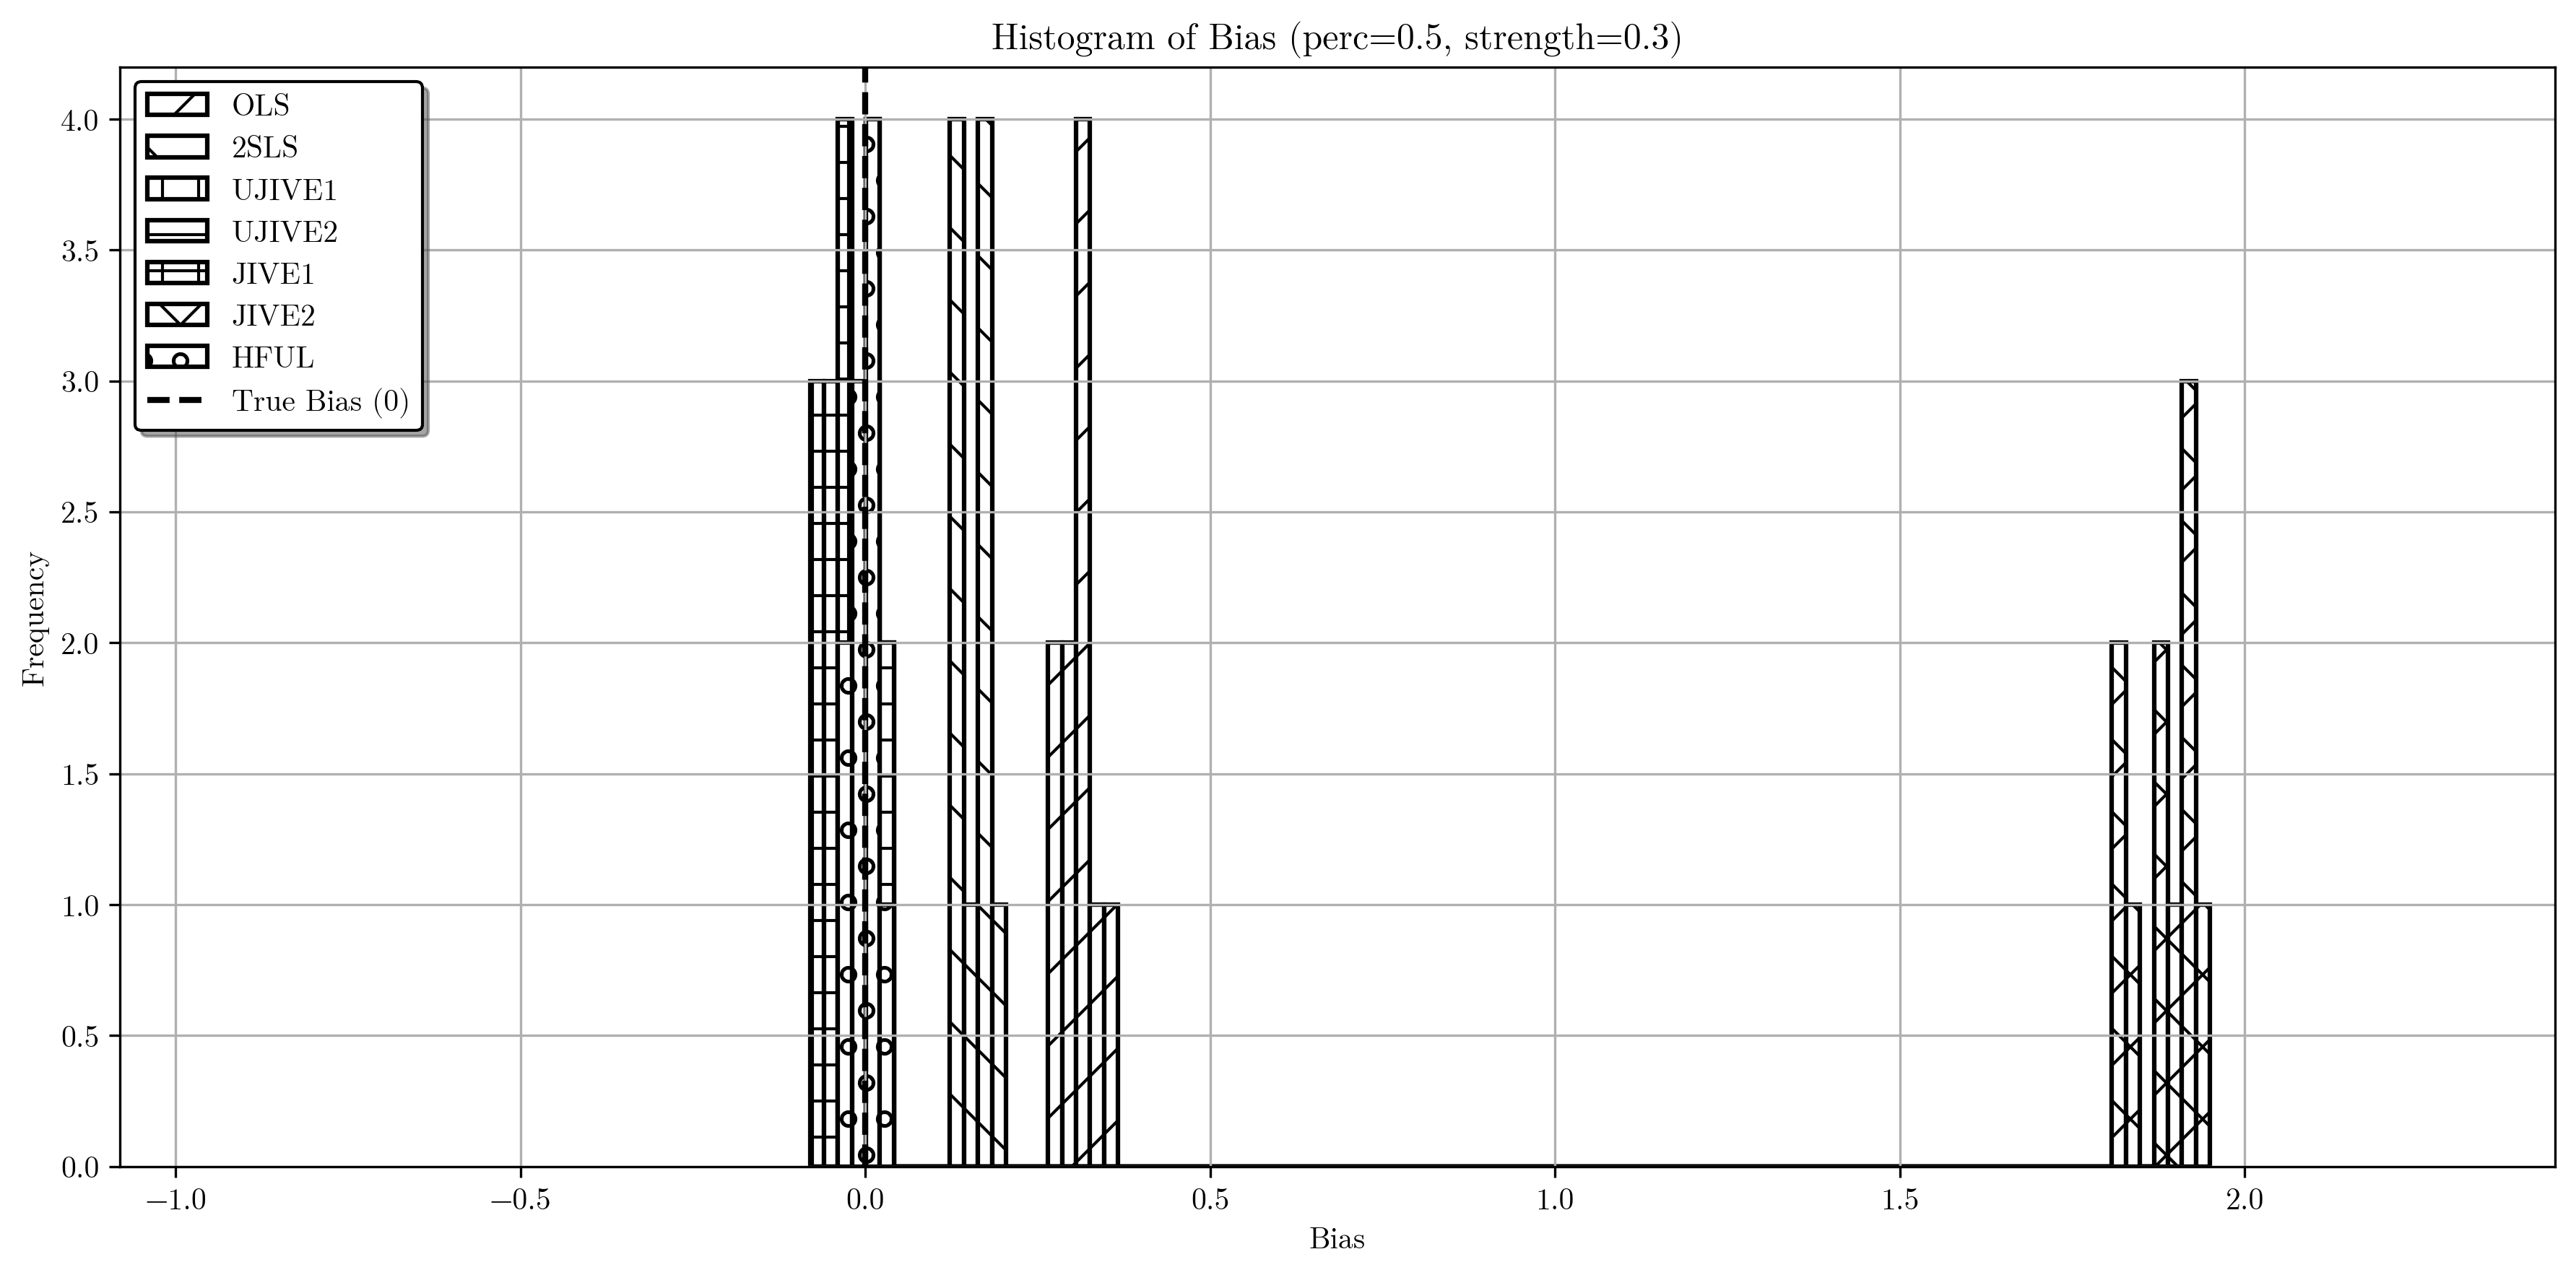 Histogram of Bias (perc=0.5, strength=0.3)
OLS
2SLS
UJIVE1
UJIVE2
JIVE1
JIVE2
HFUL
True Bias (0)
Frequency
4.0
3.5
3.0
2.5
2.0
1.5
1.0
0.5
0.0
−1.0 −0.5 0.0 0.5 1.0 1.5 2.0
Bias